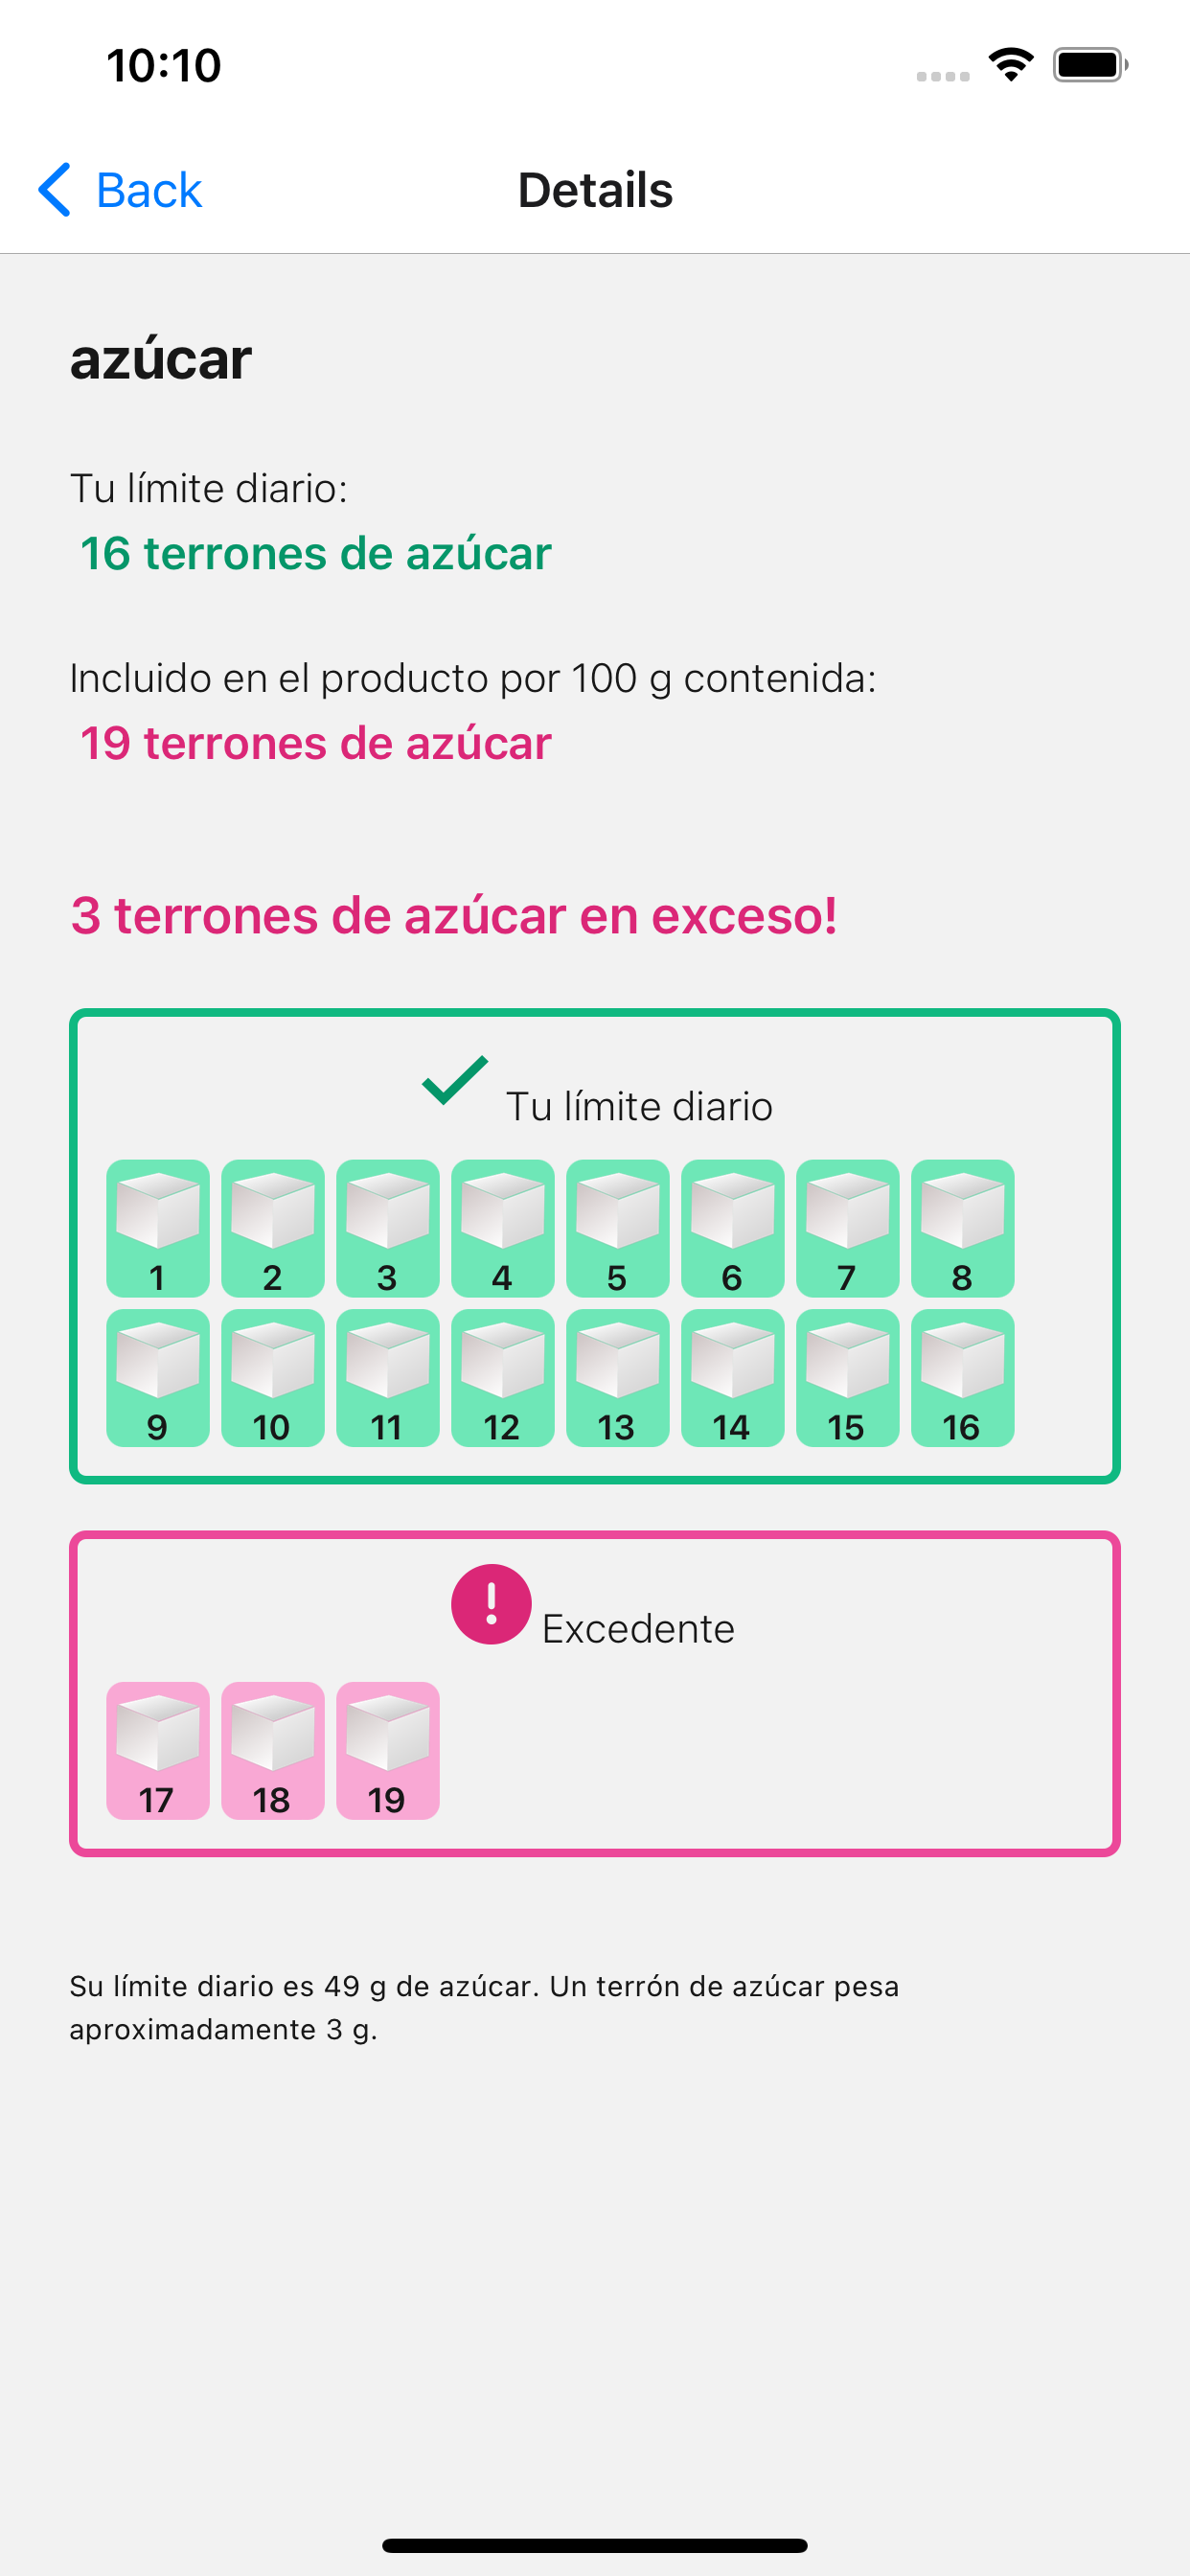 10:10
Back
Details
azúcar
Tu límite diario:
16 terrones de azúcar
Incluido en el producto por 100 g contenida:
19 terrones de azúcar
3 terrones de azúcar en exceso!
Tu límite diario
1 2 3 4 5 6 7 8
9 10 11 12 13 14 15 16
! Excedente
17 18 19
Su límite diario es 49 g de azúcar. Un terrón de azúcar pesa
aproximadamente 3 g.